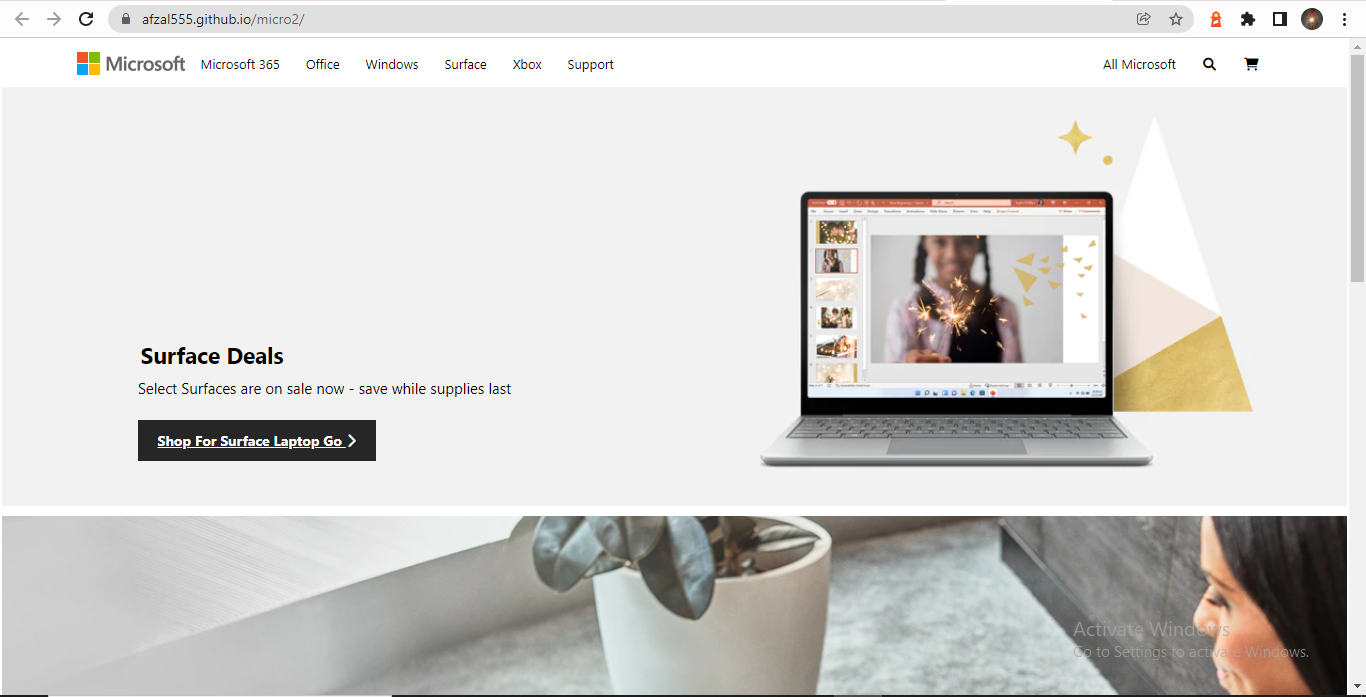 afzal555.github.io/micro2/
Microsoft Microsoft 365 Office Windows Surface Xbox Support All Microsoft
Surface Deals
Select Surfaces are on sale now - save while supplies last
Shop For Surface Laptop Go
Activate Windows
Go to Settings to activate Windows.